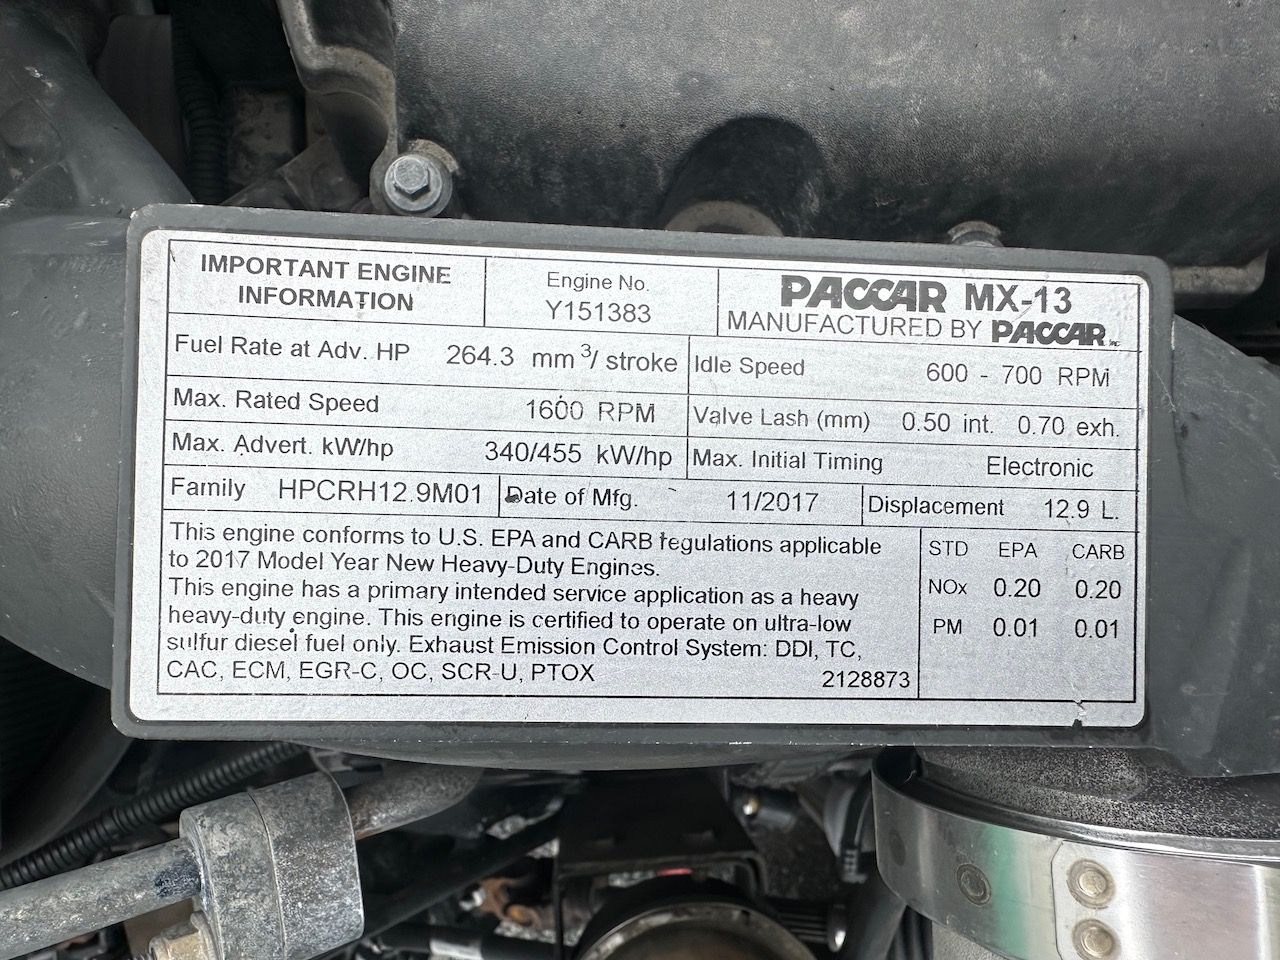 IMPORTANT ENGINE
INFORMATION
Engine No.
Y151383
PACCAR MX-13
MANUFACTURED BY PACCAR INC
Fuel Rate at Adv. HP 264.3 mm³/ stroke
Idle Speed 600 - 700 RPM
Max. Rated Speed 1600 RPM
Valve Lash (mm) 0.50 int. 0.70 exh.
Max. Advert. kW/hp 340/455 kW/hp
Max. Initial Timing Electronic
Family HPCRH12.9M01
Date of Mfg. 11/2017
Displacement 12.9 L.
This engine conforms to U.S. EPA and CARB regulations applicable
to 2017 Model Year New Heavy-Duty Engines.
This engine has a primary intended service application as a heavy
heavy-duty engine. This engine is certified to operate on ultra-low
sulfur diesel fuel only. Exhaust Emission Control System: DDI, TC,
CAC, ECM, EGR-C, OC, SCR-U, PTOX
2128873
STD EPA CARB
NOx 0.20 0.20
PM 0.01 0.01